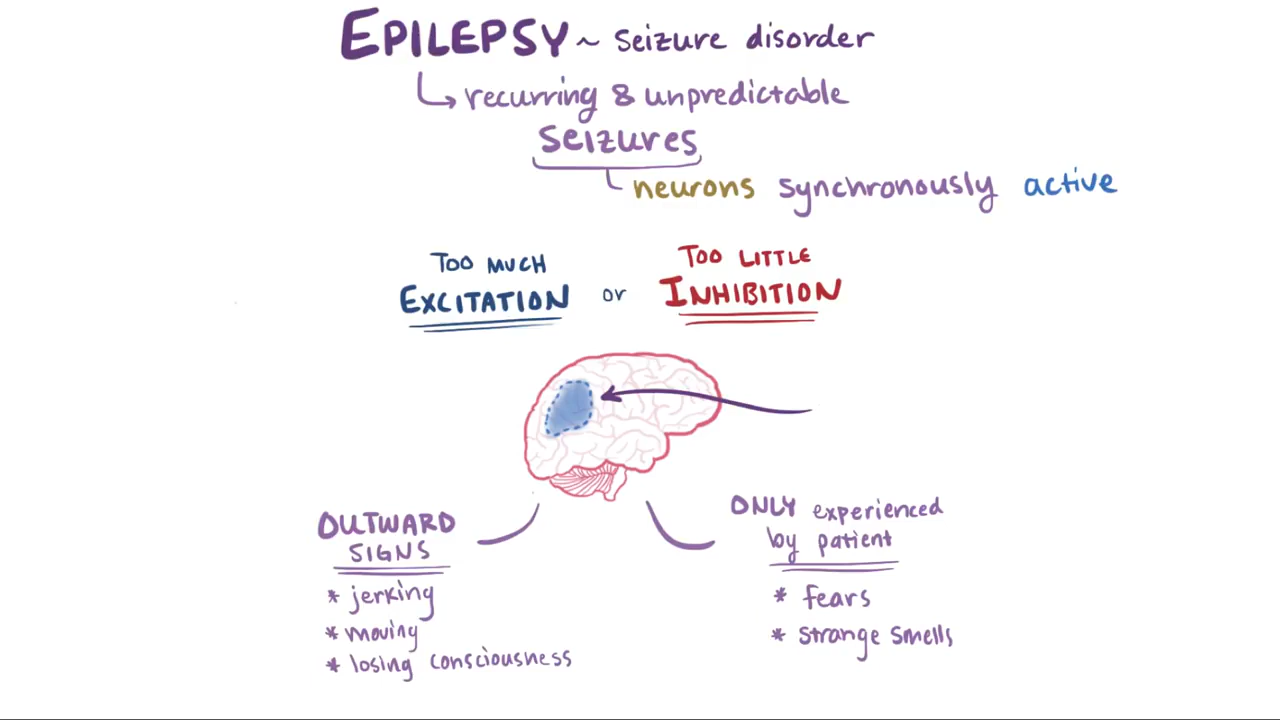 EPILEPSY ~ seizure disorder
recurring & unpredictable
seizures
neurons synchronously active
TOO MUCH
EXCITATION
or
TOO LITTLE
INHIBITION
OUTWARD
SIGNS
* jerking
* moving
* losing consciousness
ONLY experienced
by patient
* fears
* strange smells